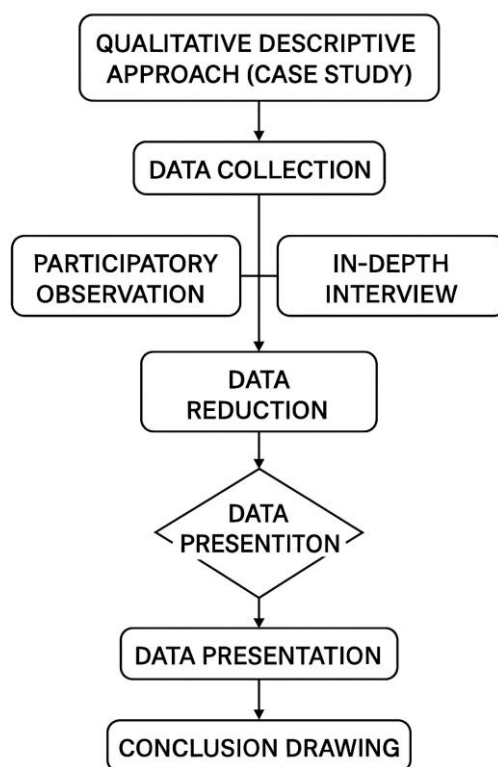 QUALITATIVE DESCRIPTIVE
APPROACH (CASE STUDY)
DATA COLLECTION
PARTICIPATORY
OBSERVATION
IN-DEPTH
INTERVIEW
DATA
REDUCTION
DATA
PRESENTITON
DATA PRESENTATION
CONCLUSION DRAWING